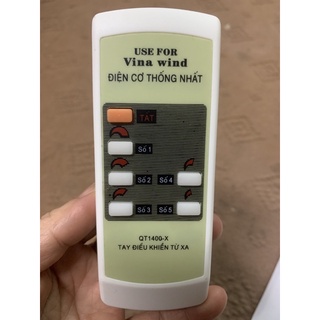 USE FOR
Vina wind
ĐIỆN CƠ THỐNG NHẤT
TẮT
Số 1
Số 2 Số 4
Số 3 Số 5
QT1400-X
TAY ĐIỀU KHIỂN TỪ XA